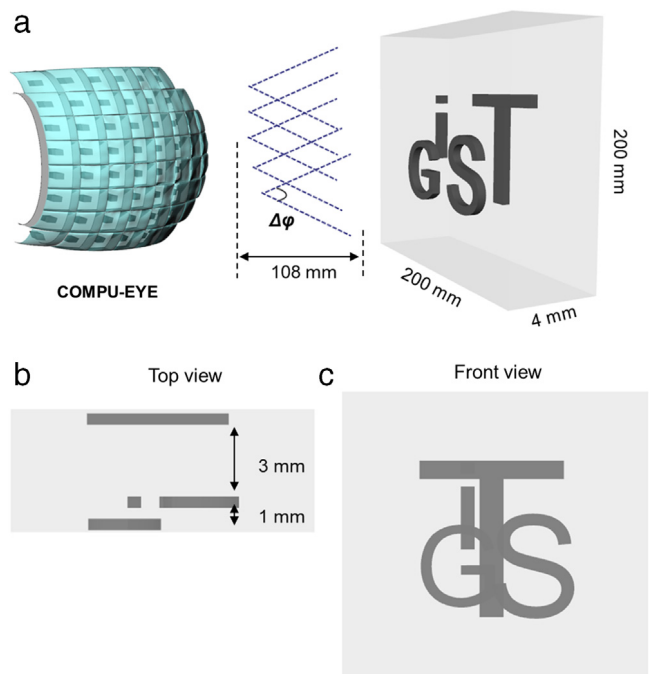 a
COMPU-EYE
Δφ
108 mm
GiST
200 mm
200 mm
4 mm
b
Top view
3 mm
1 mm
c
Front view
T
i
GS